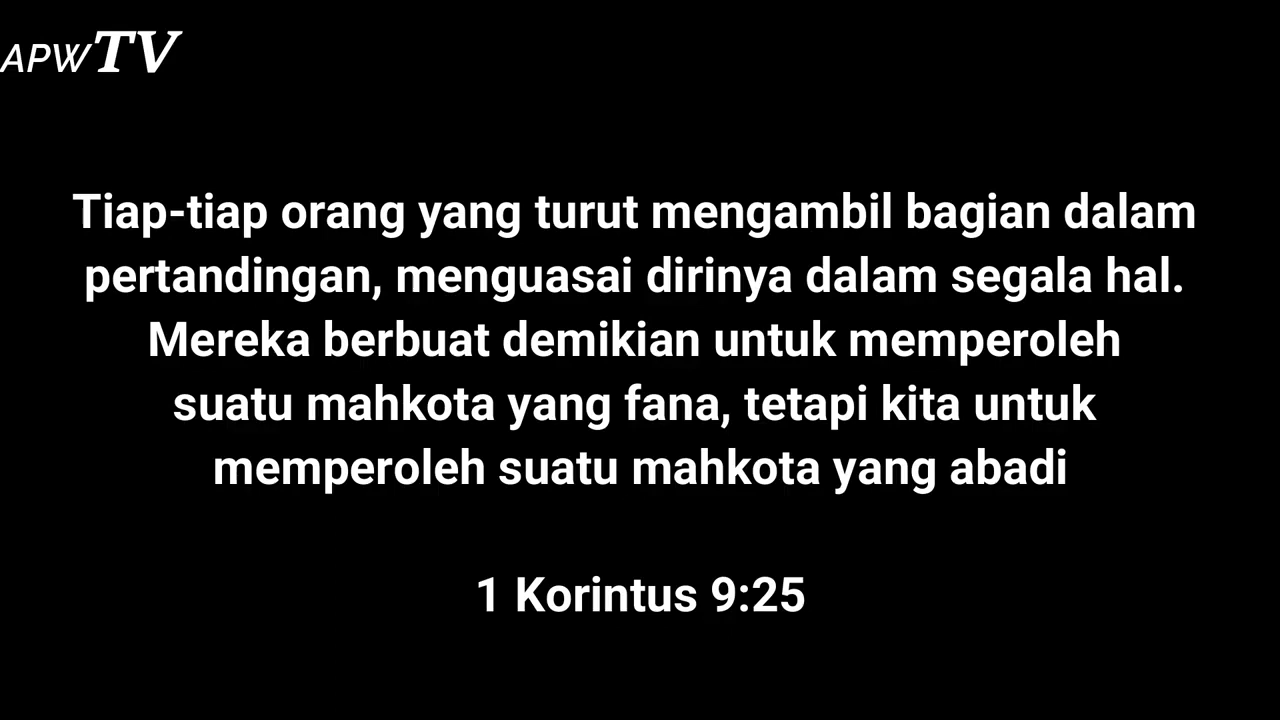 APWTV
Tiap-tiap orang yang turut mengambil bagian dalam
pertandingan, menguasai dirinya dalam segala hal.
Mereka berbuat demikian untuk memperoleh
suatu mahkota yang fana, tetapi kita untuk
memperoleh suatu mahkota yang abadi
1 Korintus 9:25